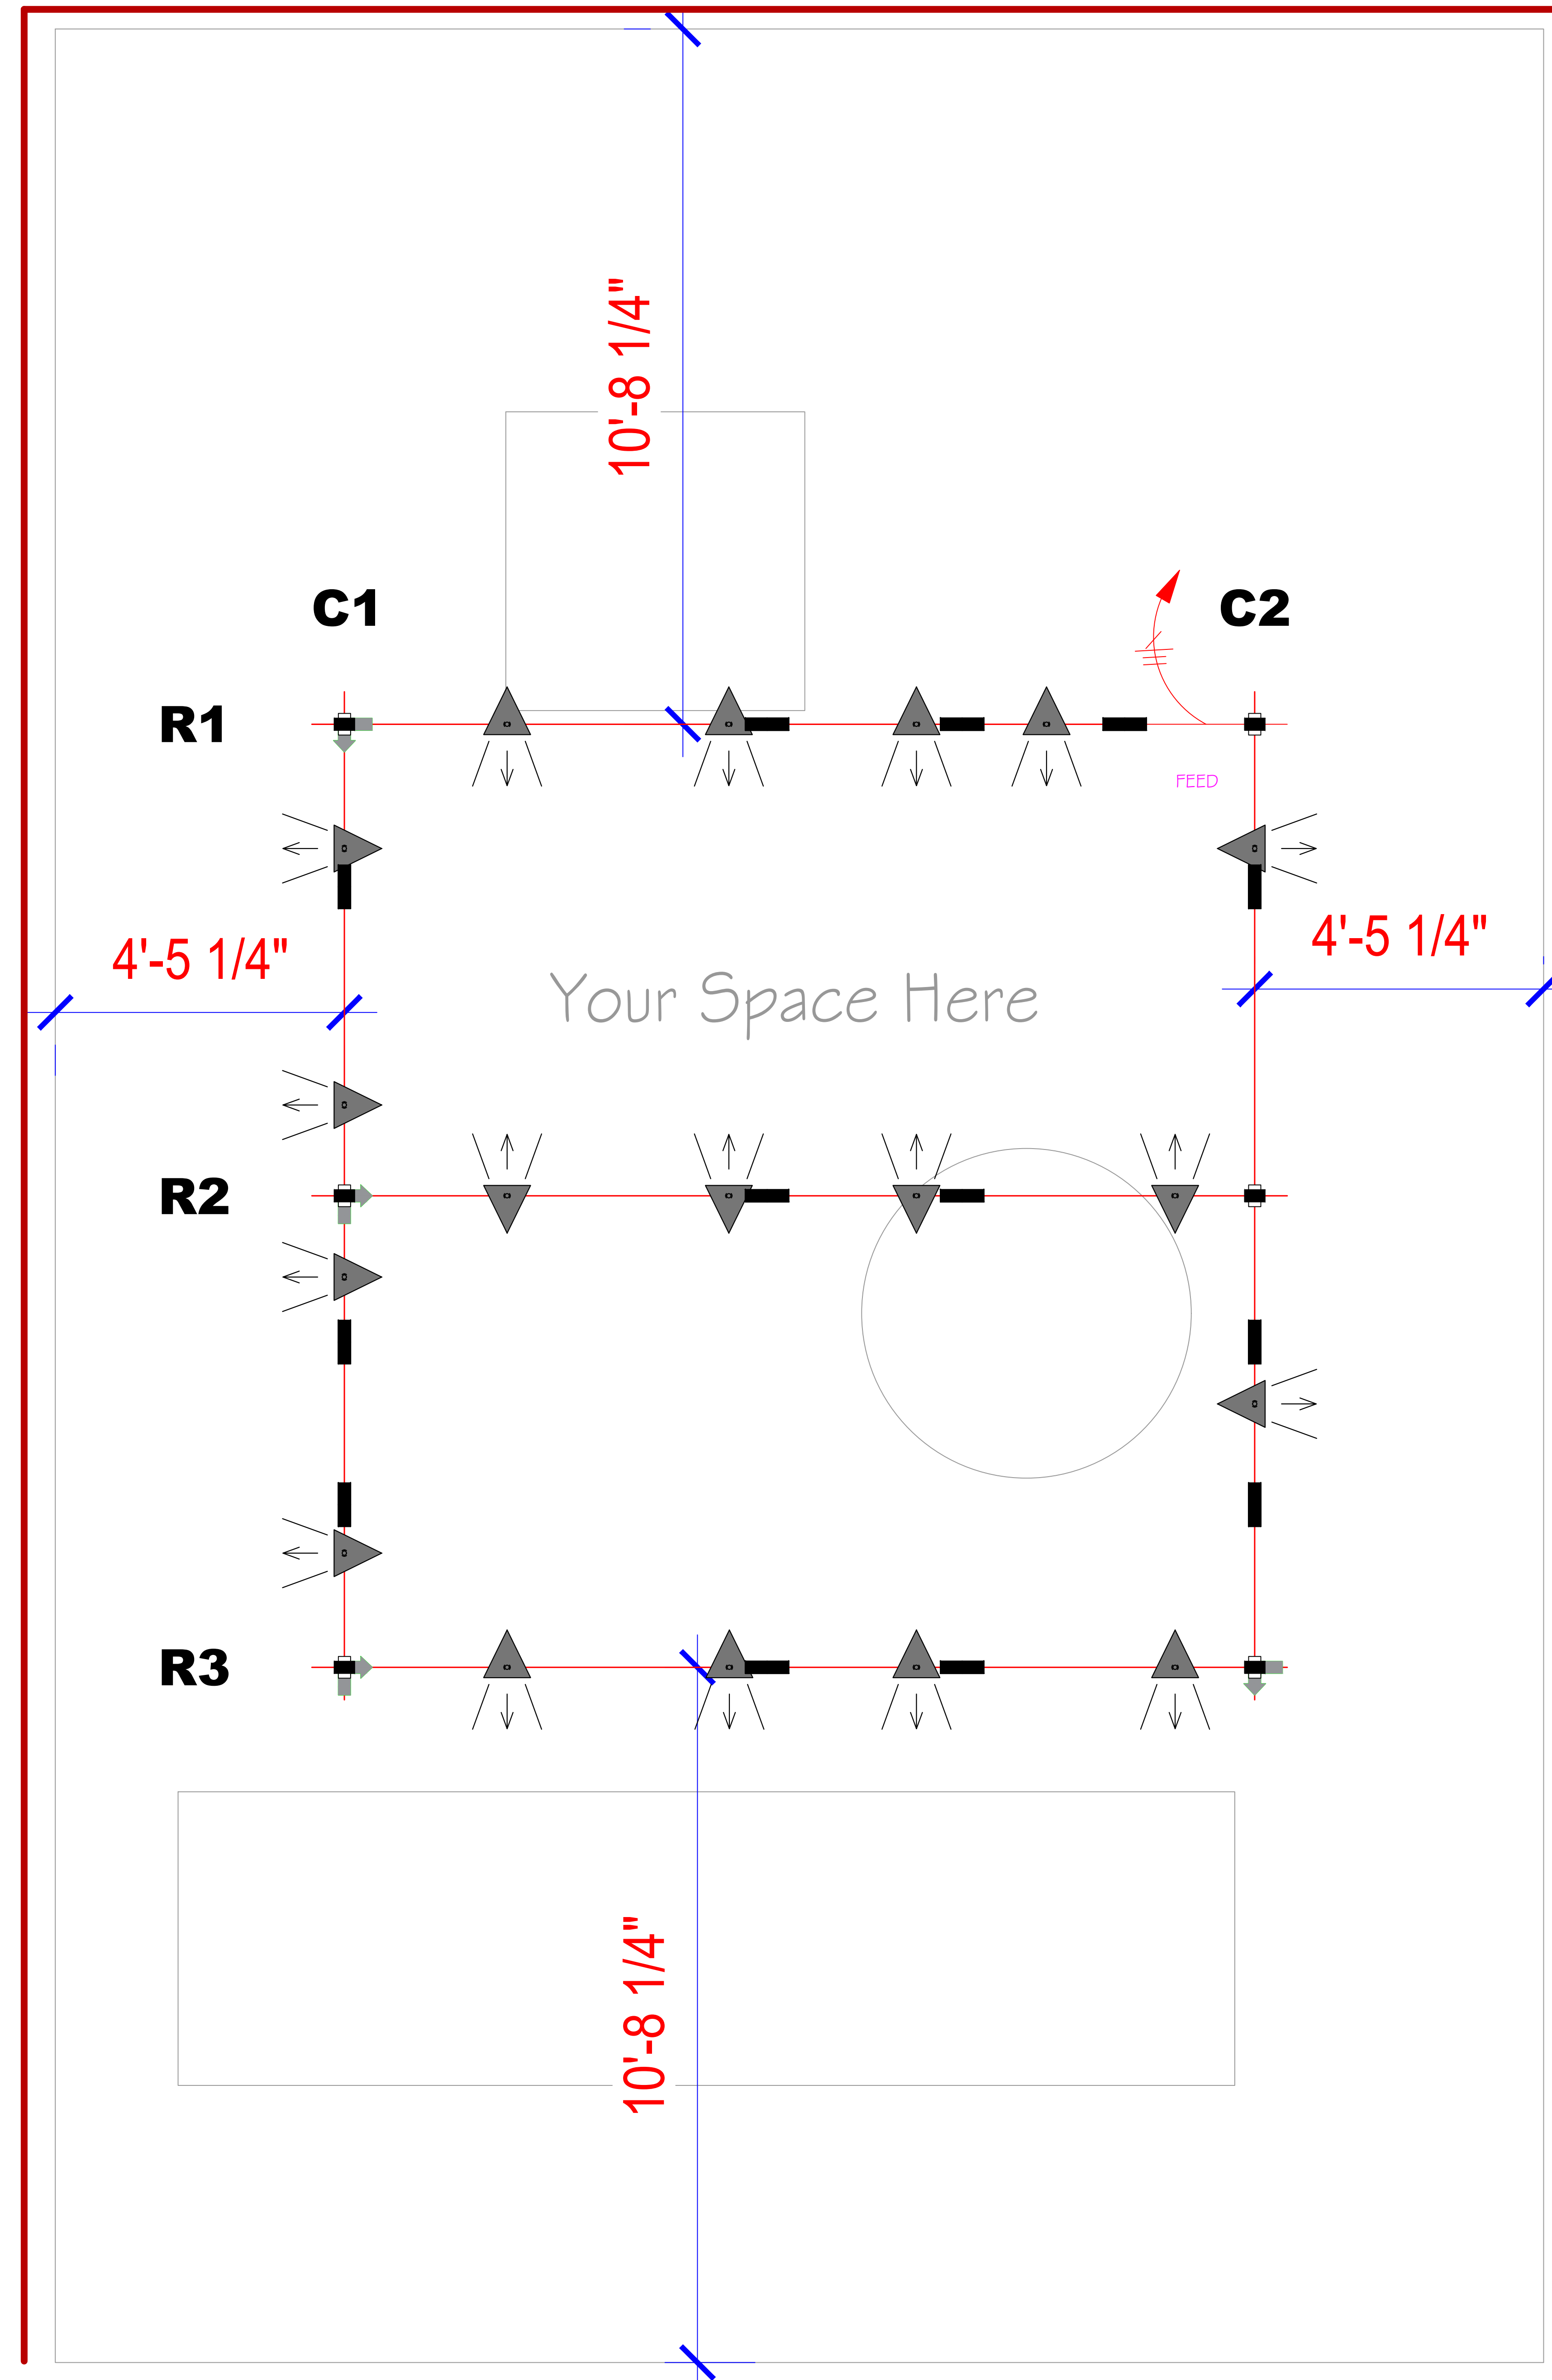 10'-8 1/4"
C1
C2
R1
FEED
4'-5 1/4"
4'-5 1/4"
Your Space Here
R2
R3
10'-8 1/4"